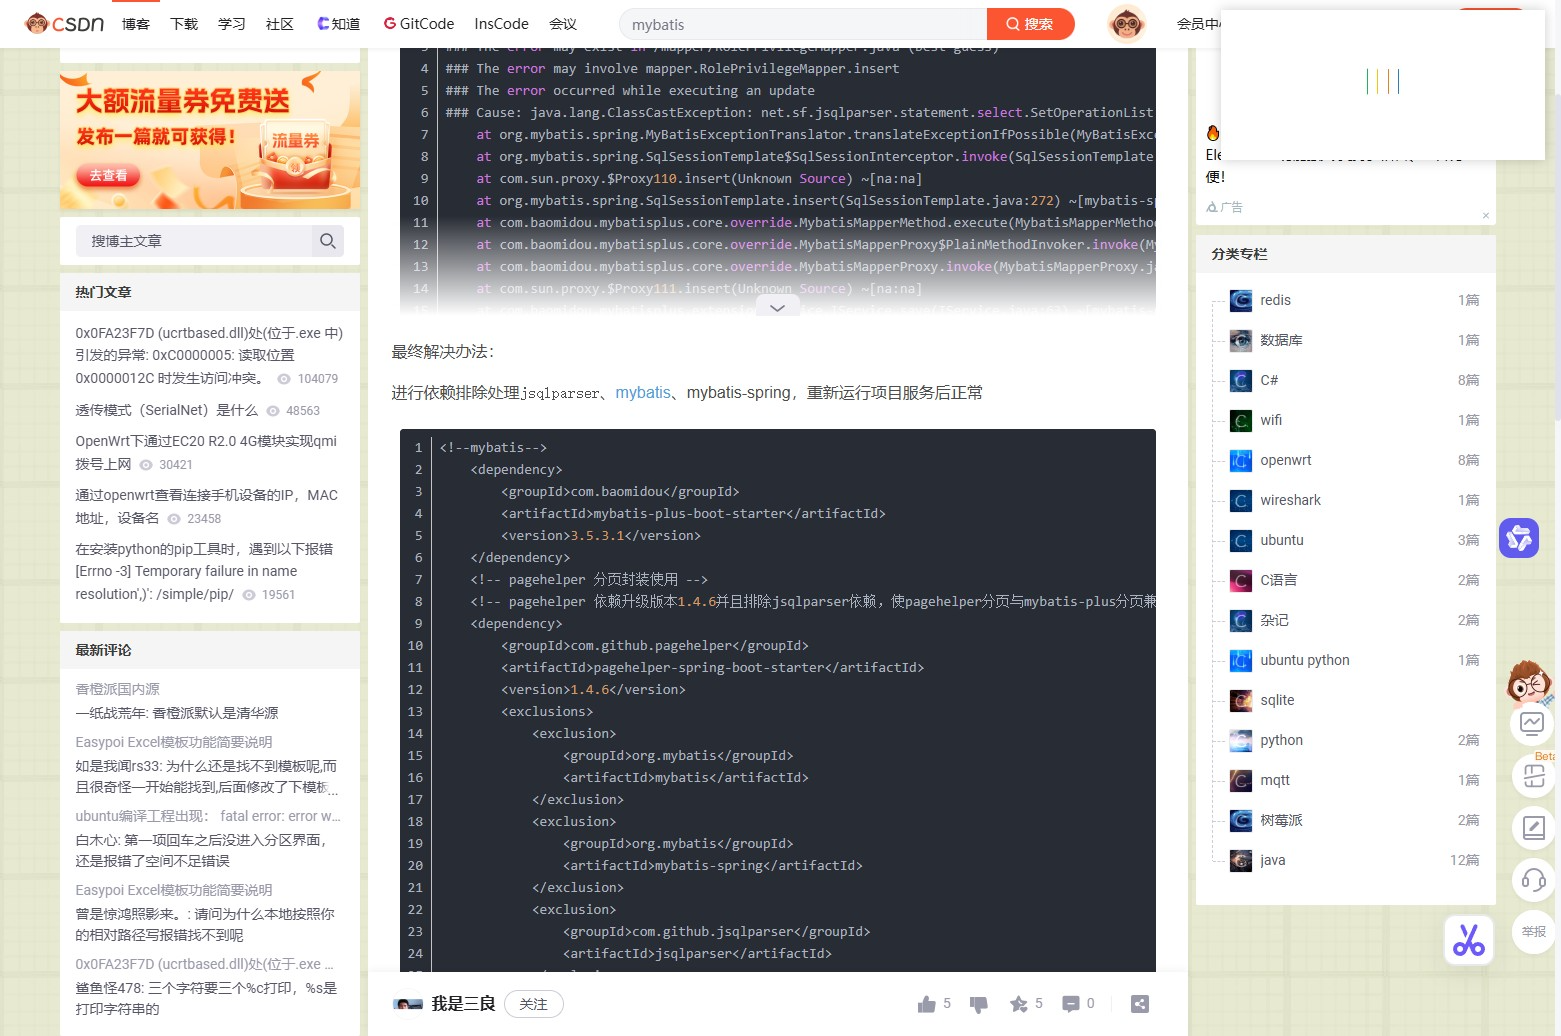 CSDN 博客 下载 学习 社区 C知道 GitCode InsCode 会议 mybatis 搜索 会员中
大额流量券免费送
发布一篇就可获得！
流量券
去查看
搜博主文章
热门文章
0x0FA23F7D (ucrtbased.dll)处(位于.exe 中)
引发的异常: 0xC0000005: 读取位置
0x0000012C 时发生访问冲突。 104079
透传模式（SerialNet）是什么 48563
OpenWrt下通过EC20 R2.0 4G模块实现qmi
拨号上网 30421
通过openwrt查看连接手机设备的IP，MAC
地址，设备名 23458
在安装python的pip工具时，遇到以下报错
[Errno -3] Temporary failure in name
resolution',)': /simple/pip/ 19561
最新评论
香橙派国内源
一纸战荒年: 香橙派默认是清华源
Easypoi Excel模板功能简要说明
如是我闻rs33: 为什么还是找不到模板呢,而
且很奇怪一开始能找到,后面修改了下模板...
ubuntu编译工程出现： fatal error: error w...
白木心: 第一项回车之后没进入分区界面，
还是报错了空间不足错误
Easypoi Excel模板功能简要说明
曾是惊鸿照影来。: 请问为什么本地按照你
的相对路径写报错找不到呢
0x0FA23F7D (ucrtbased.dll)处(位于.exe ...
鲨鱼怪478: 三个字符要三个%c打印，%s是
打印字符串的
3 ### The error may exist in /mapper/RolePrivilegeMapper.java (best guess)
4 ### The error may involve mapper.RolePrivilegeMapper.insert
5 ### The error occurred while executing an update
6 ### Cause: java.lang.ClassCastException: net.sf.jsqlparser.statement.select.SetOperationList
7 at org.mybatis.spring.MyBatisExceptionTranslator.translateExceptionIfPossible(MyBatisExc
8 at org.mybatis.spring.SqlSessionTemplate$SqlSessionInterceptor.invoke(SqlSessionTemplate
9 at com.sun.proxy.$Proxy110.insert(Unknown Source) ~[na:na]
10 at org.mybatis.spring.SqlSessionTemplate.insert(SqlSessionTemplate.java:272) ~[mybatis-sp
11 at com.baomidou.mybatisplus.core.override.MybatisMapperMethod.execute(MybatisMapperMetho
12 at com.baomidou.mybatisplus.core.override.MybatisMapperProxy$PlainMethodInvoker.invoke(My
13 at com.baomidou.mybatisplus.core.override.MybatisMapperProxy.invoke(MybatisMapperProxy.ja
14 at com.sun.proxy.$Proxy111.insert(Unknown Source) ~[na:na]
最终解决办法：
进行依赖排除处理jsqlparser、mybatis、mybatis-spring，重新运行项目服务后正常
1 <!--mybatis-->
2 <dependency>
3 <groupId>com.baomidou</groupId>
4 <artifactId>mybatis-plus-boot-starter</artifactId>
5 <version>3.5.3.1</version>
6 </dependency>
7 <!-- pagehelper 分页封装使用 -->
8 <!-- pagehelper 依赖升级版本1.4.6并且排除jsqlparser依赖，使pagehelper分页与mybatis-plus分页兼
9 <dependency>
10 <groupId>com.github.pagehelper</groupId>
11 <artifactId>pagehelper-spring-boot-starter</artifactId>
12 <version>1.4.6</version>
13 <exclusions>
14 <exclusion>
15 <groupId>org.mybatis</groupId>
16 <artifactId>mybatis</artifactId>
17 </exclusion>
18 <exclusion>
19 <groupId>org.mybatis</groupId>
20 <artifactId>mybatis-spring</artifactId>
21 </exclusion>
22 <exclusion>
23 <groupId>com.github.jsqlparser</groupId>
24 <artifactId>jsqlparser</artifactId>
我是三良 关注 5 5 0
Ele
便！
广告
分类专栏
redis 1篇
数据库 1篇
C# 8篇
wifi 1篇
openwrt 8篇
wireshark 1篇
ubuntu 3篇
C语言 2篇
杂记 2篇
ubuntu python 1篇
sqlite
python 2篇
mqtt 1篇
树莓派 2篇
java 12篇
Beta
举报